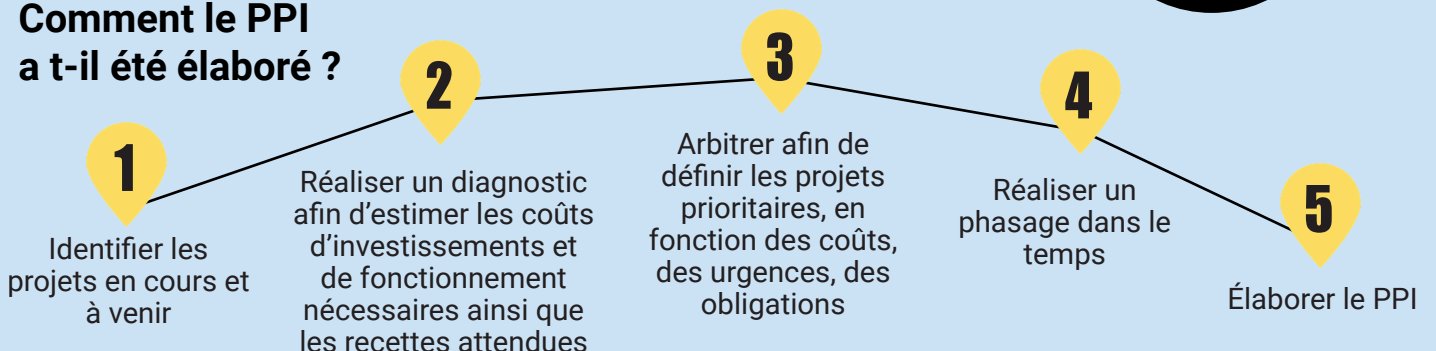 Comment le PPI
a t-il été élaboré ?
1
Identifier les
projets en cours et
à venir
2
Réaliser un diagnostic
afin d’estimer les coûts
d’investissements et
de fonctionnement
nécessaires ainsi que
les recettes attendues
3
Arbitrer afin de
définir les projets
prioritaires, en
fonction des coûts,
des urgences, des
obligations
4
Réaliser un
phasage dans le
temps
5
Élaborer le PPI